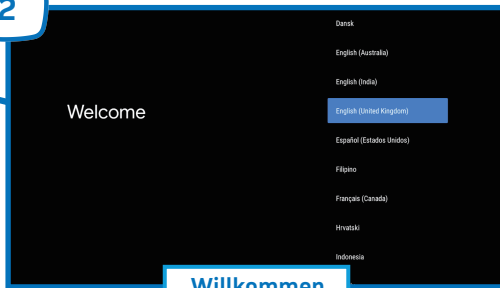 2
Dansk
English (Australia)
English (India)
Welcome
English (United Kingdom)
Español (Estados Unidos)
Filipino
Français (Canada)
Hrvatski
Indonesia
Willkommen